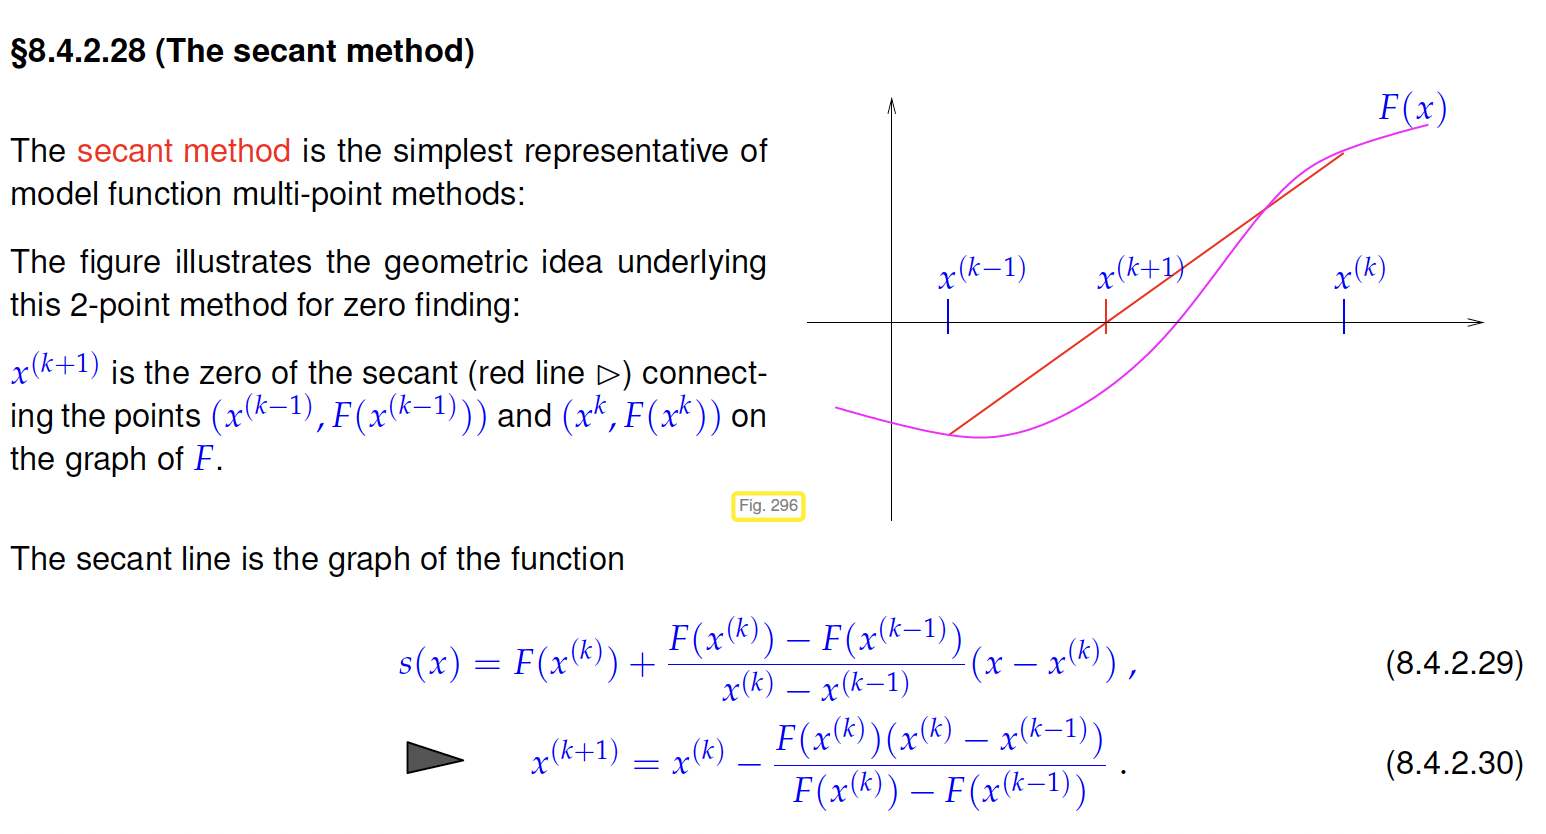 §8.4.2.28 (The secant method)
The secant method is the simplest representative of
model function multi-point methods:
The figure illustrates the geometric idea underlying
this 2-point method for zero finding:
x^(k+1) is the zero of the secant (red line ▷) connect-
ing the points (x^(k−1), F(x^(k−1))) and (x^k, F(x^k)) on
the graph of F.
F(x)
x^(k−1)
x^(k+1)
x^(k)
Fig. 296
The secant line is the graph of the function
s(x) = F(x^(k)) + \frac{F(x^(k)) − F(x^(k−1))}{x^(k) − x^(k−1)} (x − x^(k)) , (8.4.2.29)
x^(k+1) = x^(k) − \frac{F(x^(k))(x^(k) − x^(k−1))}{F(x^(k)) − F(x^(k−1))} . (8.4.2.30)